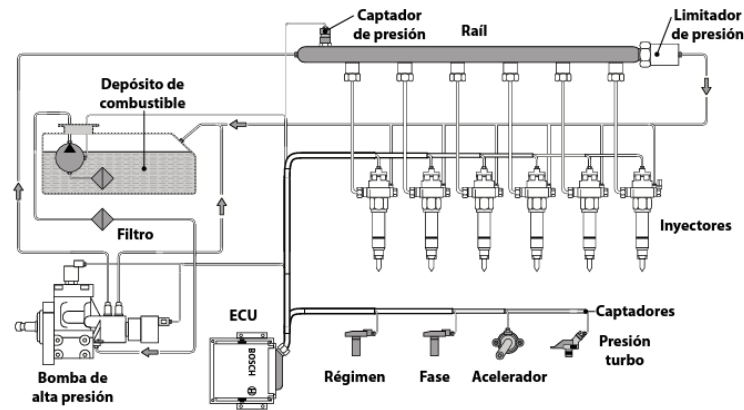 Captador
de presión
Raíl
Limitador
de presión
Depósito de
combustible
Filtro
Inyectores
ECU
BOSCH
Captadores
Bomba de
alta presión
Régimen
Fase
Acelerador
Presión
turbo